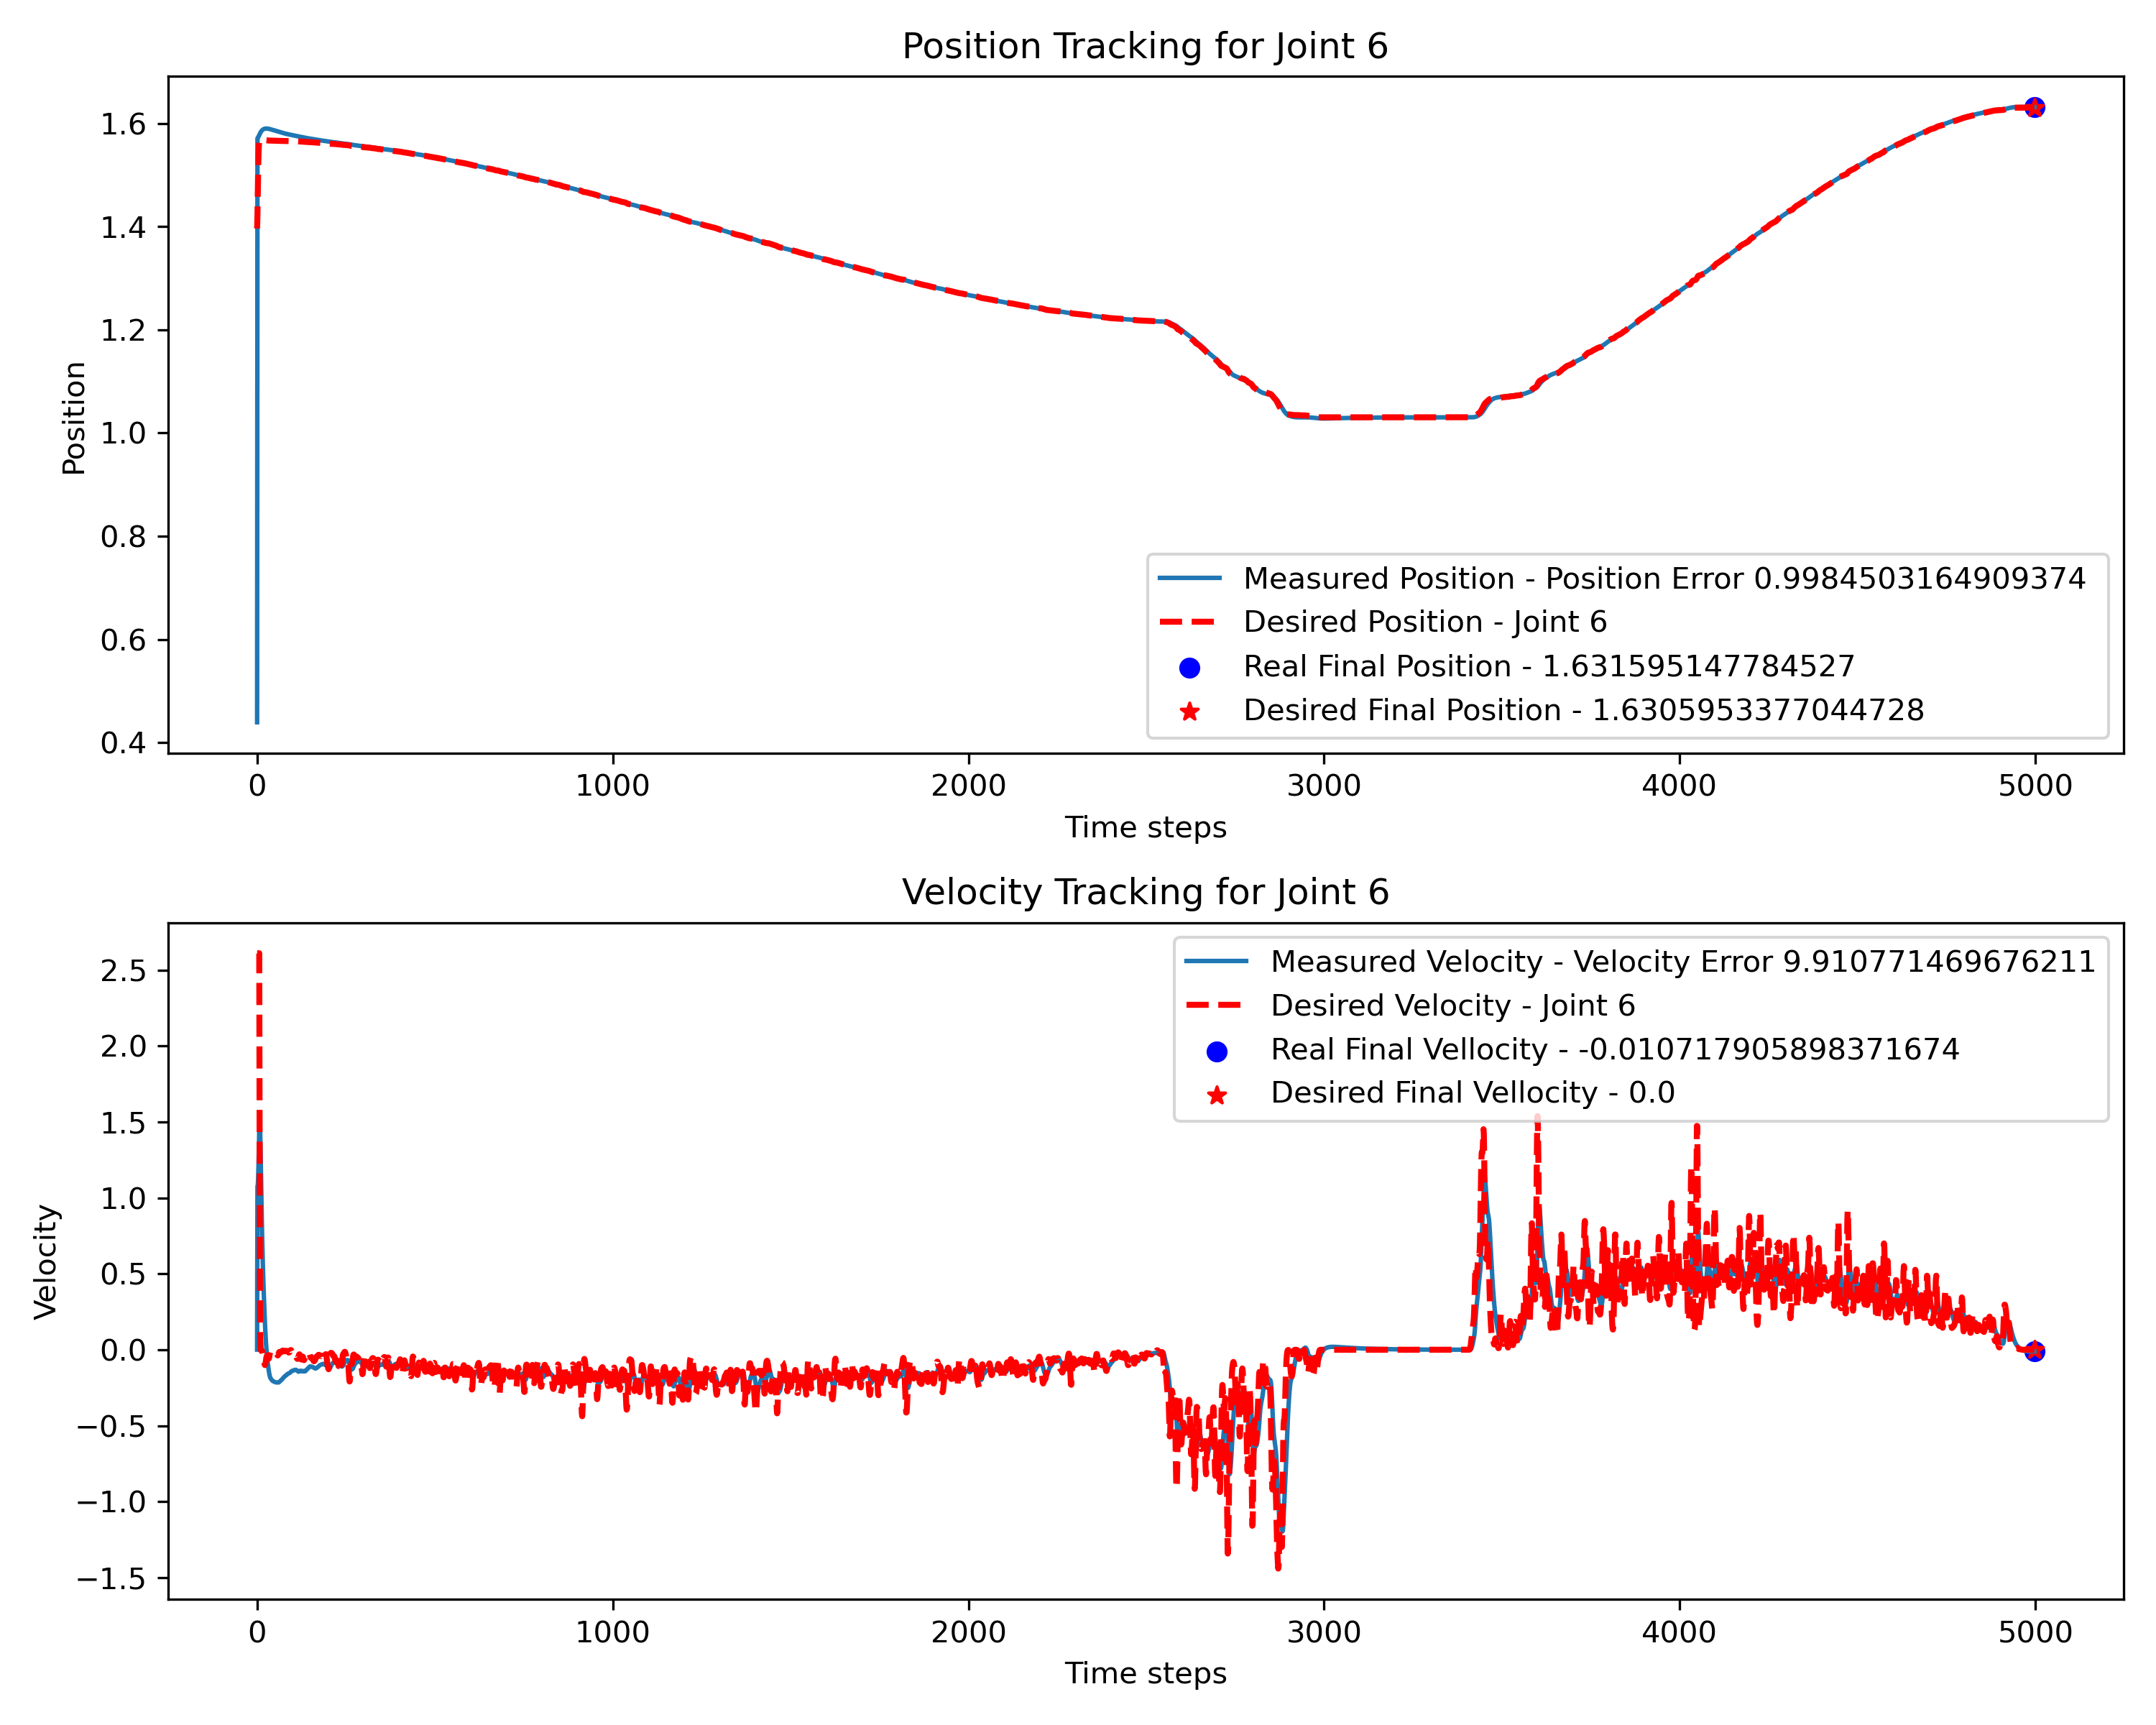 Position Tracking for Joint 6
1.6
1.4
1.2
1.0
0.8
0.6
0.4
Position
Measured Position - Position Error 0.9984503164909374
Desired Position - Joint 6
Real Final Position - 1.631595147784527
Desired Final Position - 1.6305953377044728
0 1000 2000 3000 4000 5000
Time steps
Velocity Tracking for Joint 6
2.5
2.0
1.5
1.0
0.5
0.0
−0.5
−1.0
−1.5
Velocity
Measured Velocity - Velocity Error 9.910771469676211
Desired Velocity - Joint 6
Real Final Vellocity - -0.010717905898371674
Desired Final Vellocity - 0.0
0 1000 2000 3000 4000 5000
Time steps